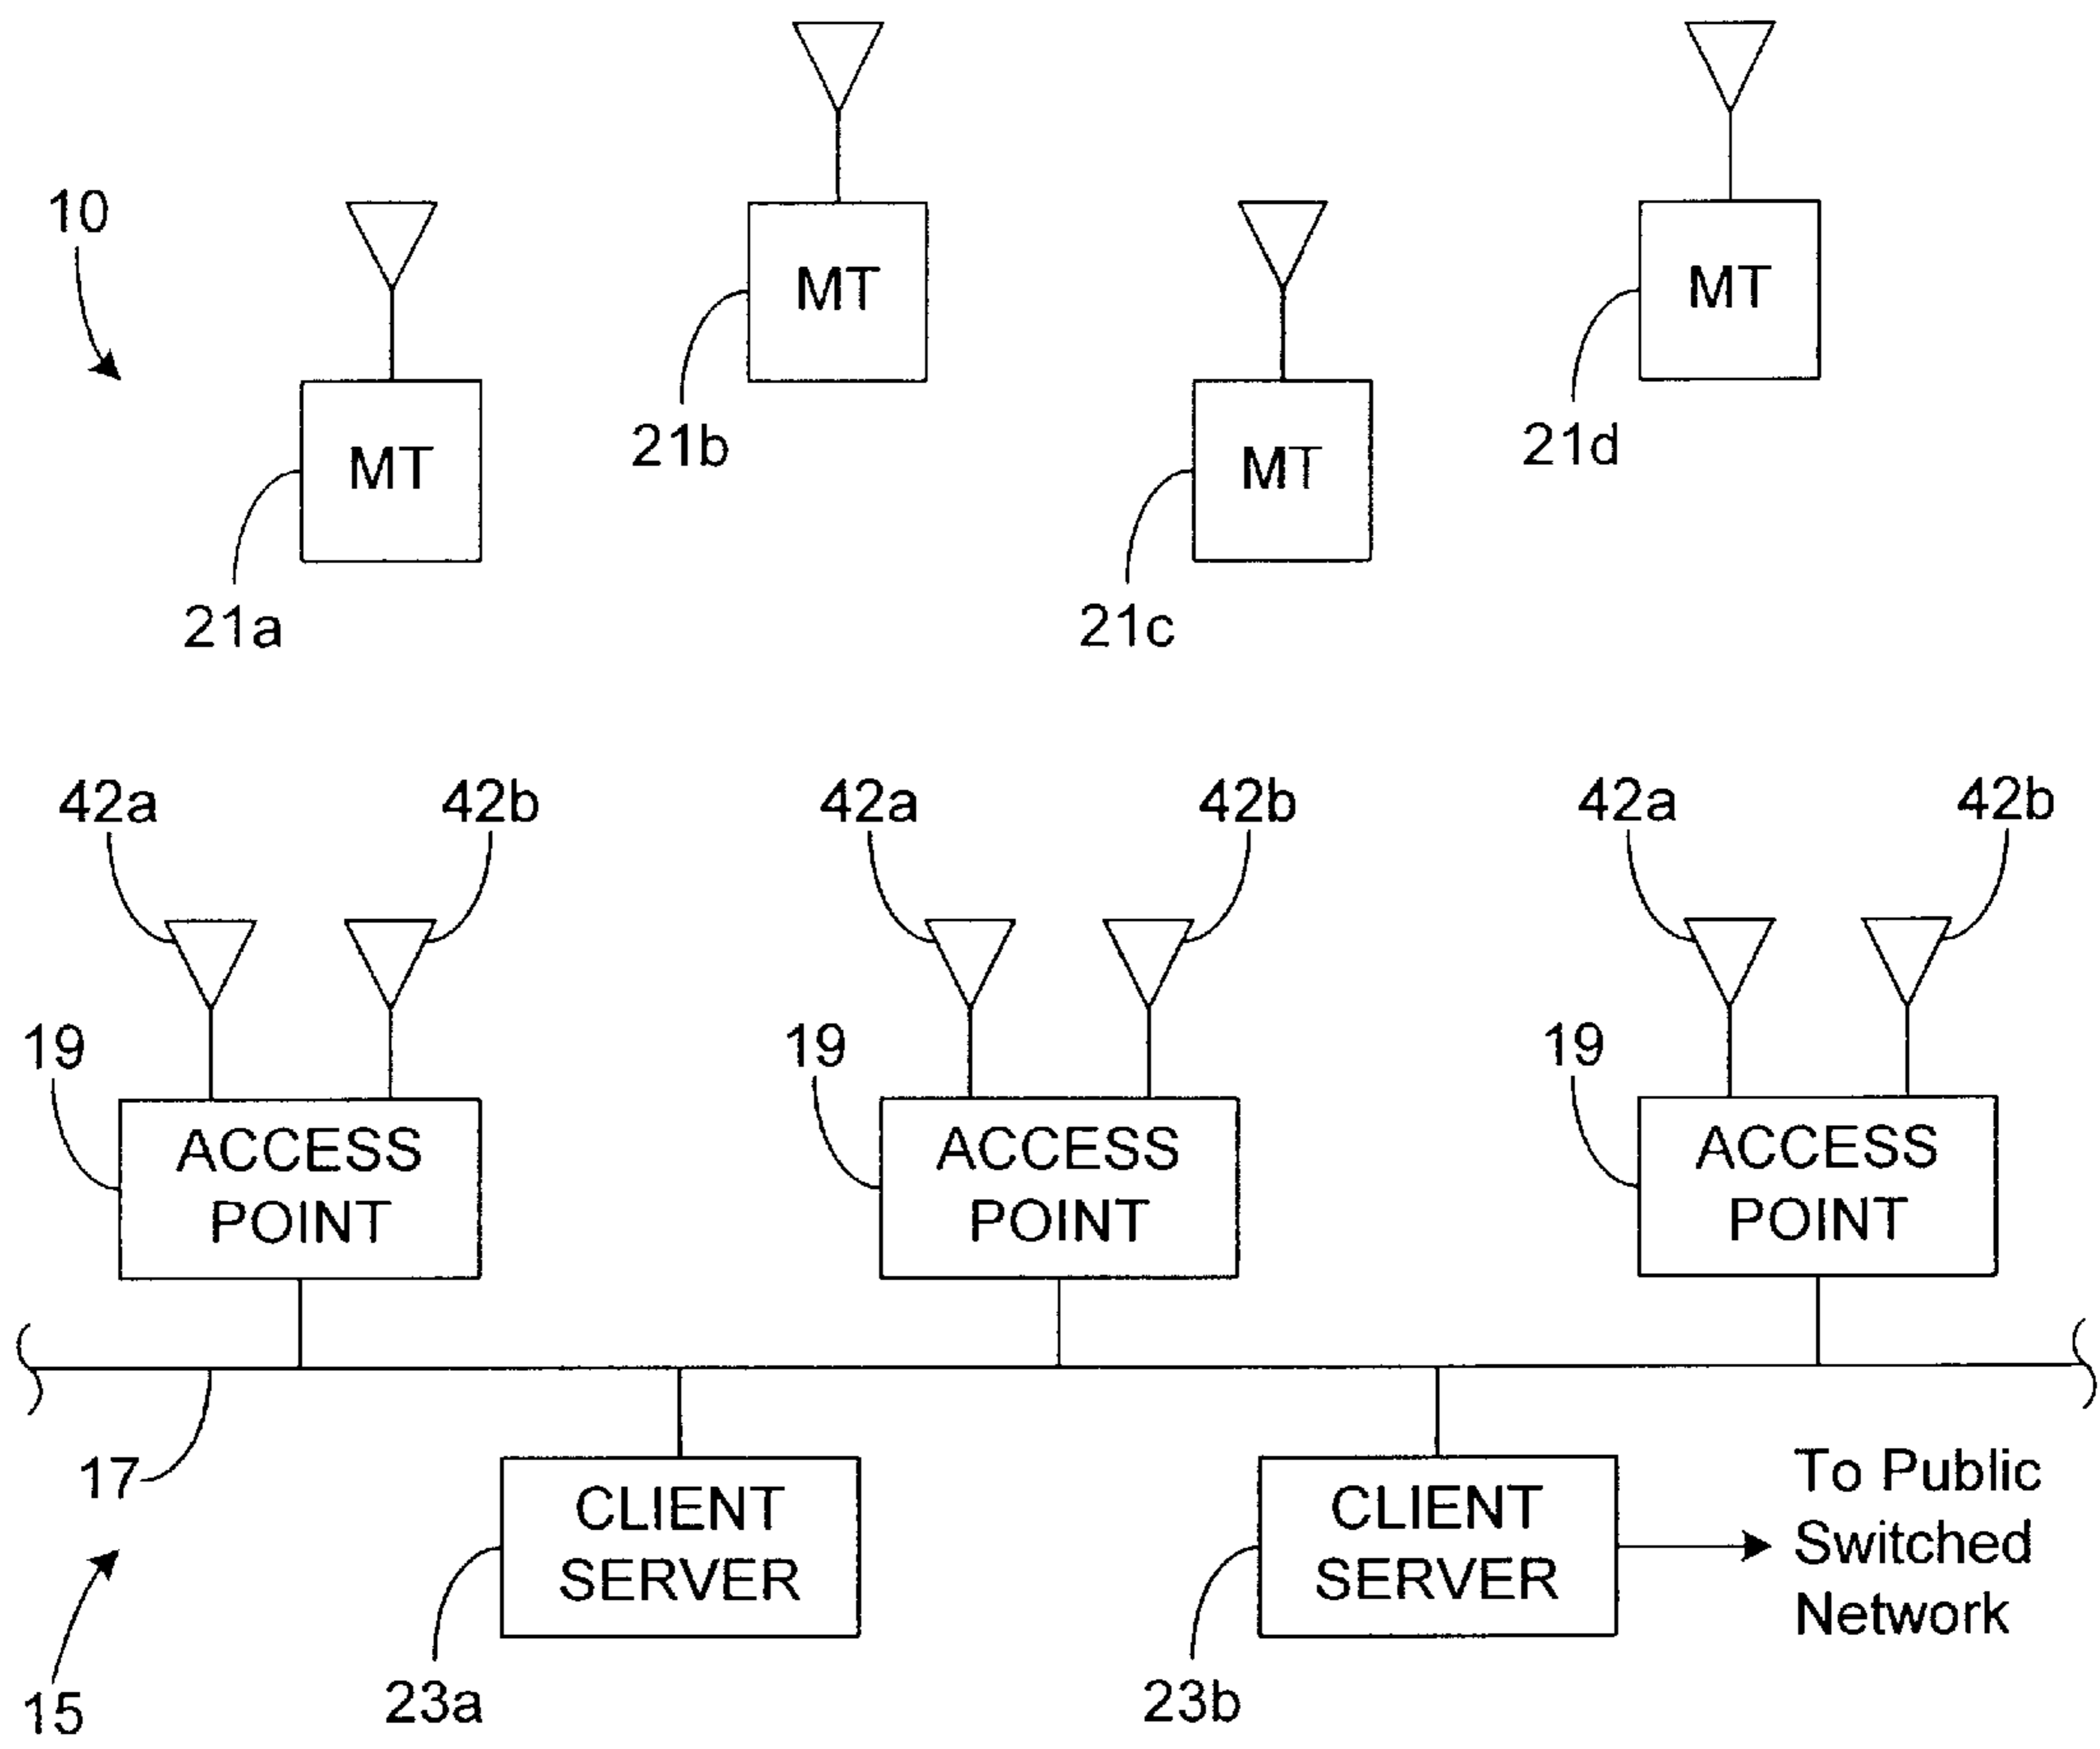 10
MT
MT
MT
MT
21b
21d
21a
21c
42a
42b
42a
42b
42a
42b
19
19
19
ACCESS
POINT
ACCESS
POINT
ACCESS
POINT
17
CLIENT
SERVER
CLIENT
SERVER
To Public
Switched
Network
15
23a
23b